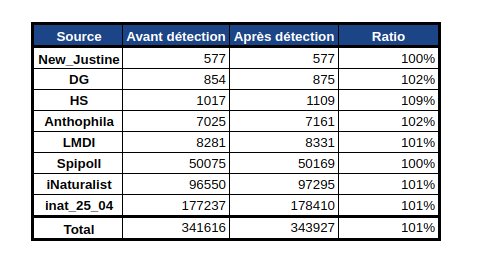 Source Avant détection Après détection Ratio
New_Justine 577 577 100%
DG 854 875 102%
HS 1017 1109 109%
Anthophila 7025 7161 102%
LMDI 8281 8331 101%
Spipoll 50075 50169 100%
iNaturalist 96550 97295 101%
inat_25_04 177237 178410 101%
Total 341616 343927 101%